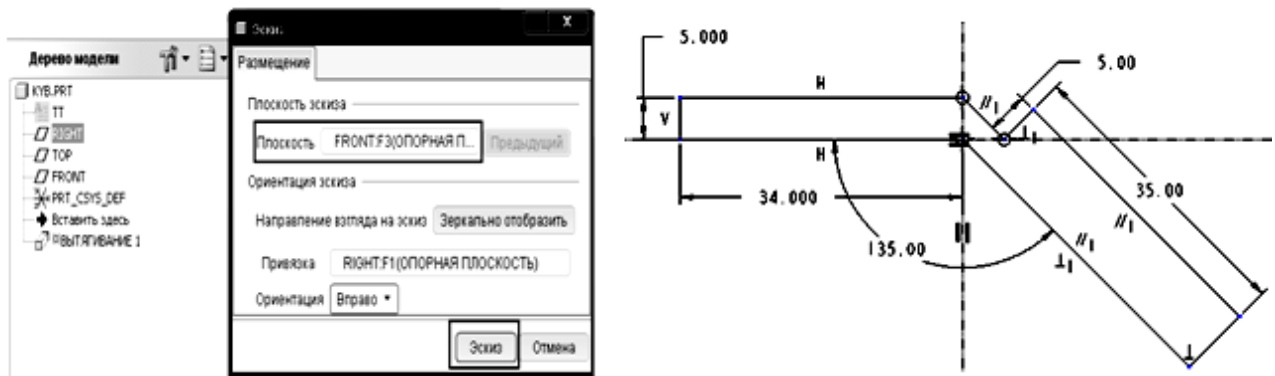 Дерево модели
KYB.PRT
TT
RIGHT
TOP
FRONT
PRT_CSYS_DEF
Вставить здесь
ВЫТЯГИВАНИЕ 1
Эскиз
X
Размещение
Плоскость эскиза
Плоскость FRONT:F3(ОПОРНАЯ П... Предыдущий
Ориентация эскиза
Направление взгляда на эскиз Зеркально отобразить
Привязка RIGHT:F1(ОПОРНАЯ ПЛОСКОСТЬ)
Ориентация Вправо
Эскиз Отмена
5.000
5.00
H
V
H
34.000
35.00
135.00